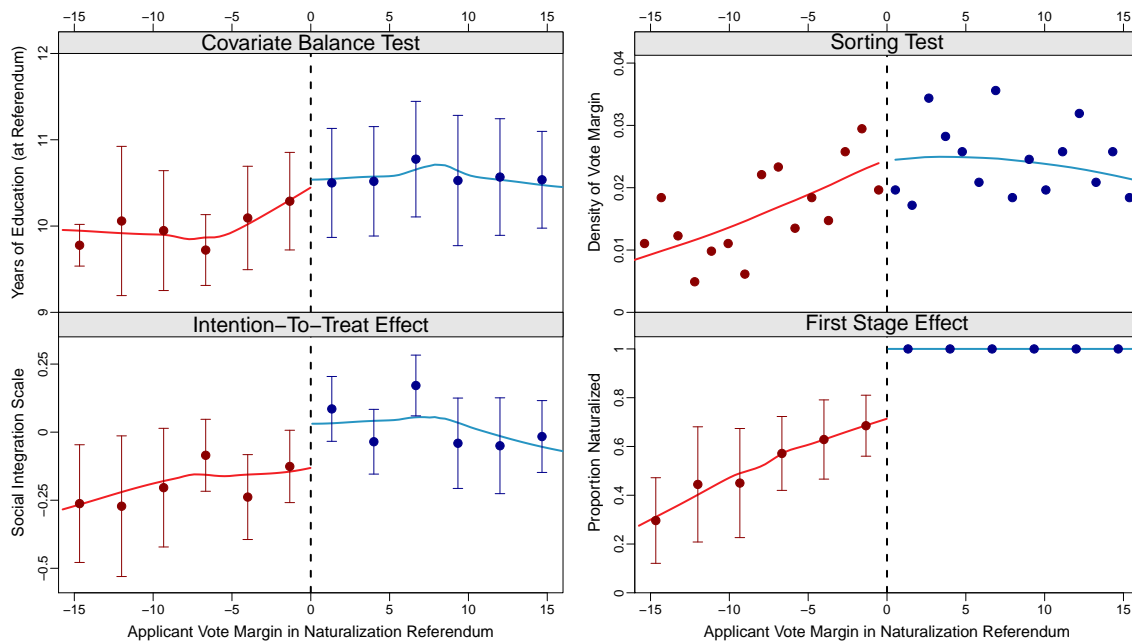 −15 −10 −5 0 5 10 15
−15 −10 −5 0 5 10 15
Covariate Balance Test
Sorting Test
Years of Education (at Referendum)
9 10 11 12
Density of Vote Margin
0 0.01 0.02 0.03 0.04
Intention−To−Treat Effect
First Stage Effect
Social Integration Scale
−0.5 −0.25 0 0.25
Proportion Naturalized
0 0.2 0.4 0.6 0.8 1
−15 −10 −5 0 5 10 15
−15 −10 −5 0 5 10 15
Applicant Vote Margin in Naturalization Referendum
Applicant Vote Margin in Naturalization Referendum